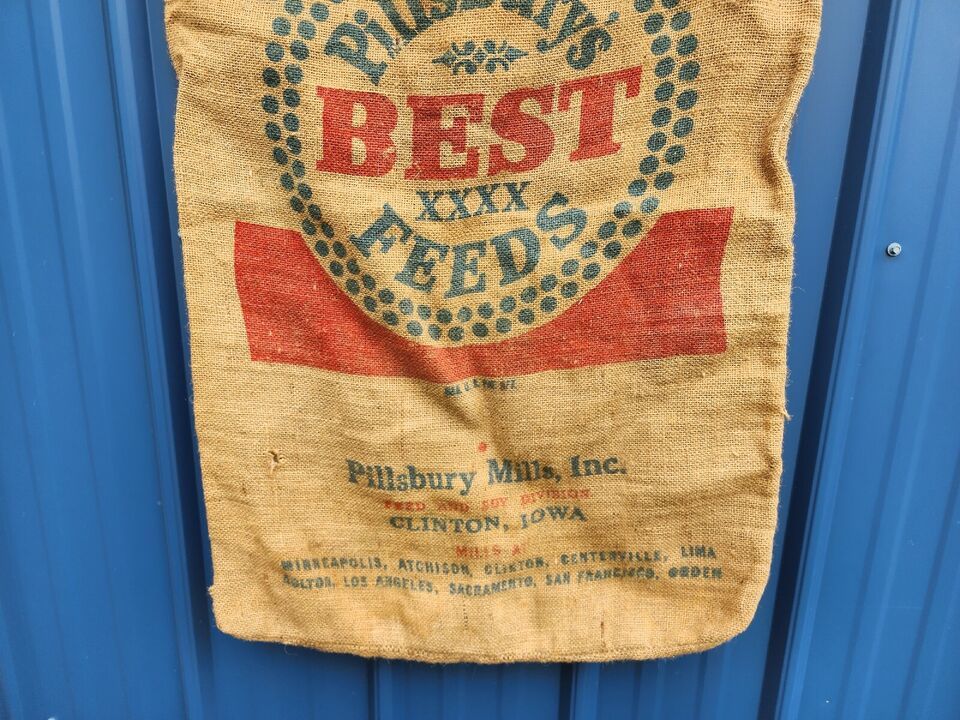 Pillsbury's
BEST
XXXX
FEEDS
Pillsbury Mills, Inc.
FEED AND SOY DIVISION
CLINTON, IOWA
MILLS AT
MINNEAPOLIS, ATCHISON, CLINTON, CENTERVILLE, LIMA
COLTON, LOS ANGELES, SACRAMENTO, SAN FRANCISCO, OGDEN